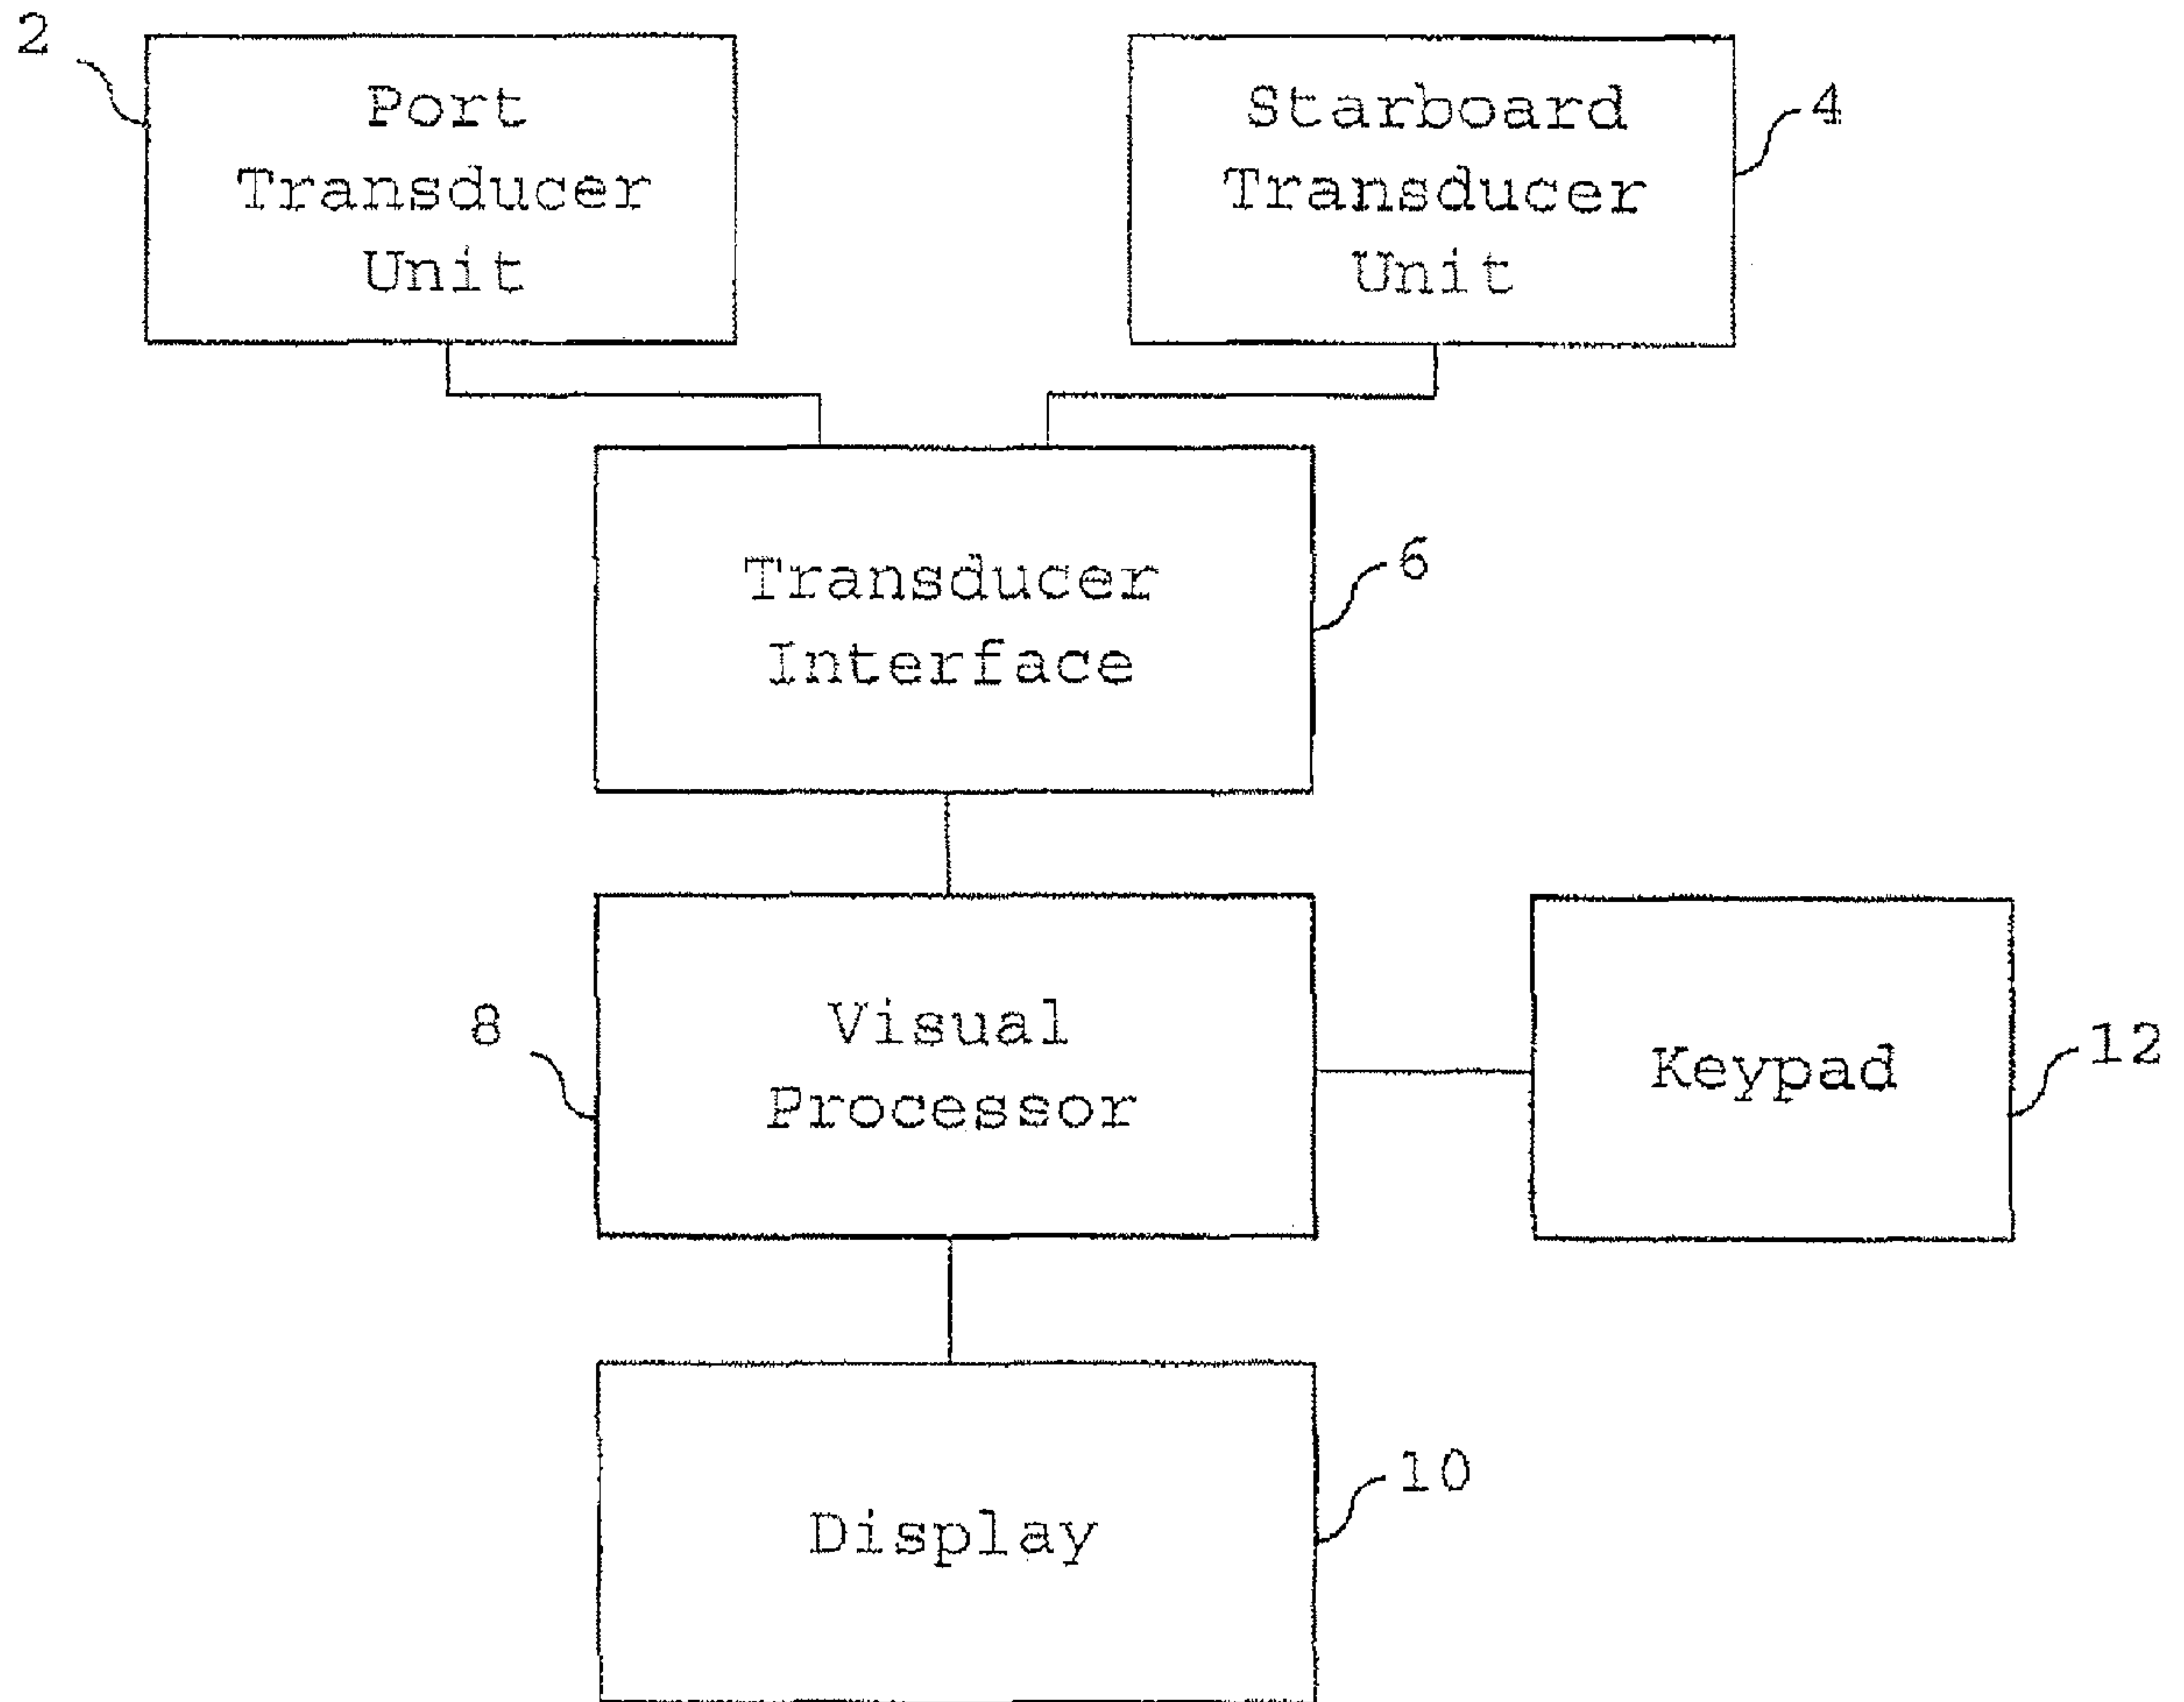 2
Port
Transducer
Unit
Starboard
Transducer
Unit
4
Transducer
Interface
6
8
Visual
Processor
Keypad
12
Display
10